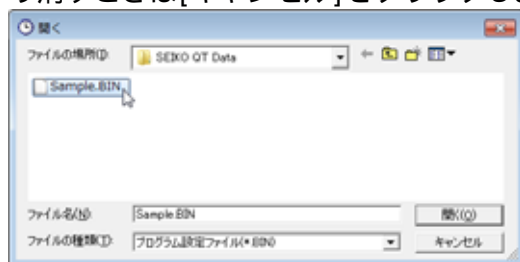 開く
ファイルの場所(I):
SEIKO QT Data
Sample.BIN
ファイル名(N):
Sample.BIN
開く(O)
ファイルの種類(T):
プログラム設定ファイル(*.BIN)
キャンセル